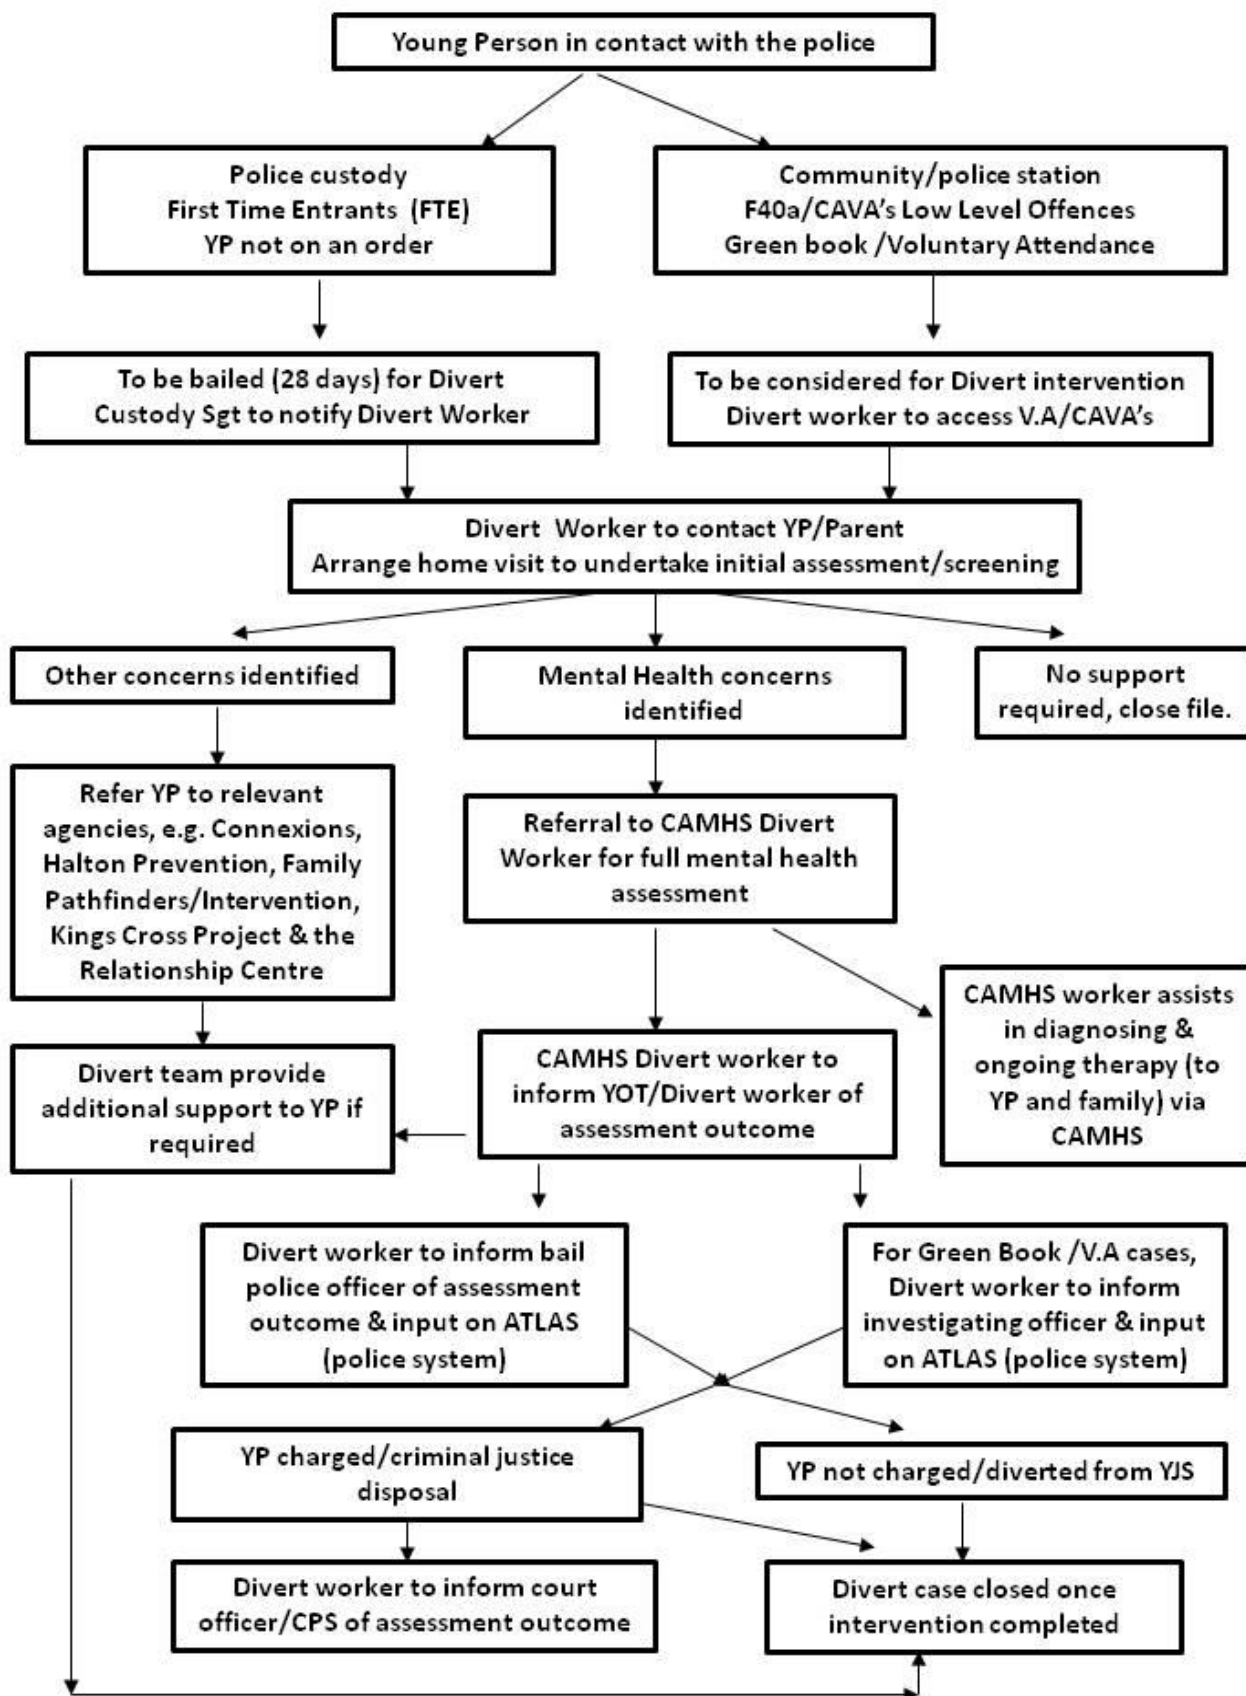 Young Person in contact with the police
Police custody
First Time Entrants (FTE)
YP not on an order
Community/police station
F40a/CAVA's Low Level Offences
Green book /Voluntary Attendance
To be bailed (28 days) for Divert
Custody Sgt to notify Divert Worker
To be considered for Divert intervention
Divert worker to access V.A/CAVA's
Divert Worker to contact YP/Parent
Arrange home visit to undertake initial assessment/screening
Other concerns identified
Mental Health concerns
identified
No support
required, close file.
Refer YP to relevant
agencies, e.g. Connexions,
Halton Prevention, Family
Pathfinders/Intervention,
Kings Cross Project & the
Relationship Centre
Referral to CAMHS Divert
Worker for full mental health
assessment
CAMHS worker assists
in diagnosing &
ongoing therapy (to
YP and family) via
CAMHS
Divert team provide
additional support to YP if
required
CAMHS Divert worker to
inform YOT/Divert worker of
assessment outcome
Divert worker to inform bail
police officer of assessment
outcome & input on ATLAS
(police system)
For Green Book /V.A cases,
Divert worker to inform
investigating officer & input
on ATLAS (police system)
YP charged/criminal justice
disposal
YP not charged/diverted from YJS
Divert worker to inform court
officer/CPS of assessment outcome
Divert case closed once
intervention completed